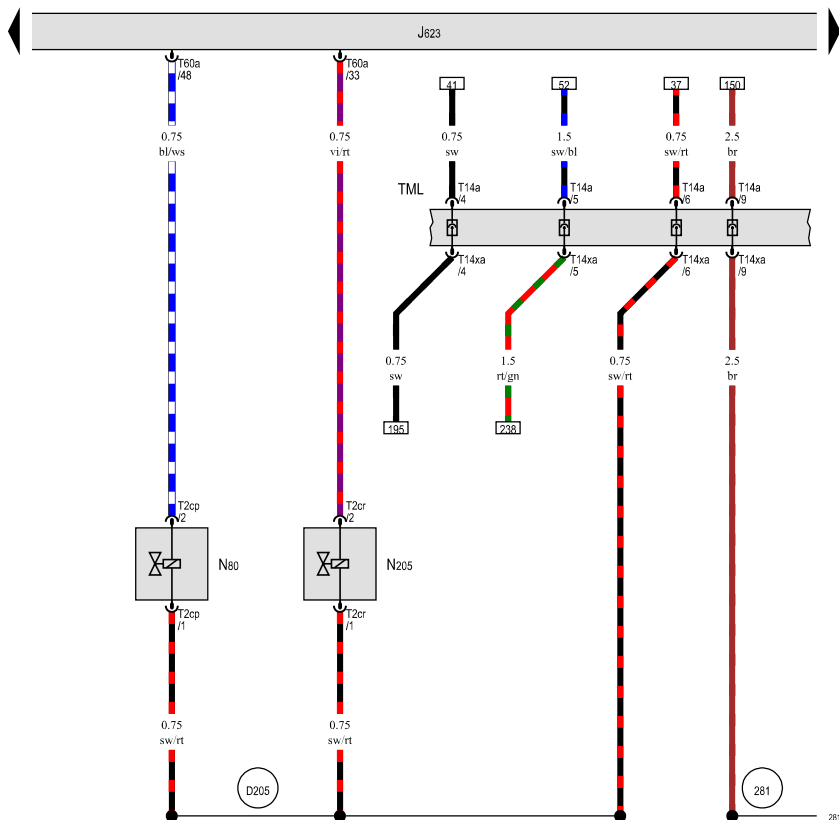 J623
T60a
/48
T60a
/33
41
52
37
150
0.75
bl/ws
0.75
vi/rt
0.75
sw
1.5
sw/bl
0.75
sw/rt
2.5
br
TML
T14a
/4
T14a
/5
T14a
/6
T14a
/9
T14xa
/4
T14xa
/5
T14xa
/6
T14xa
/9
0.75
sw
1.5
rt/gn
0.75
sw/rt
2.5
br
195
238
T2cp
/2
T2cr
/2
N80
N205
T2cp
/1
T2cr
/1
0.75
sw/rt
0.75
sw/rt
D205
281